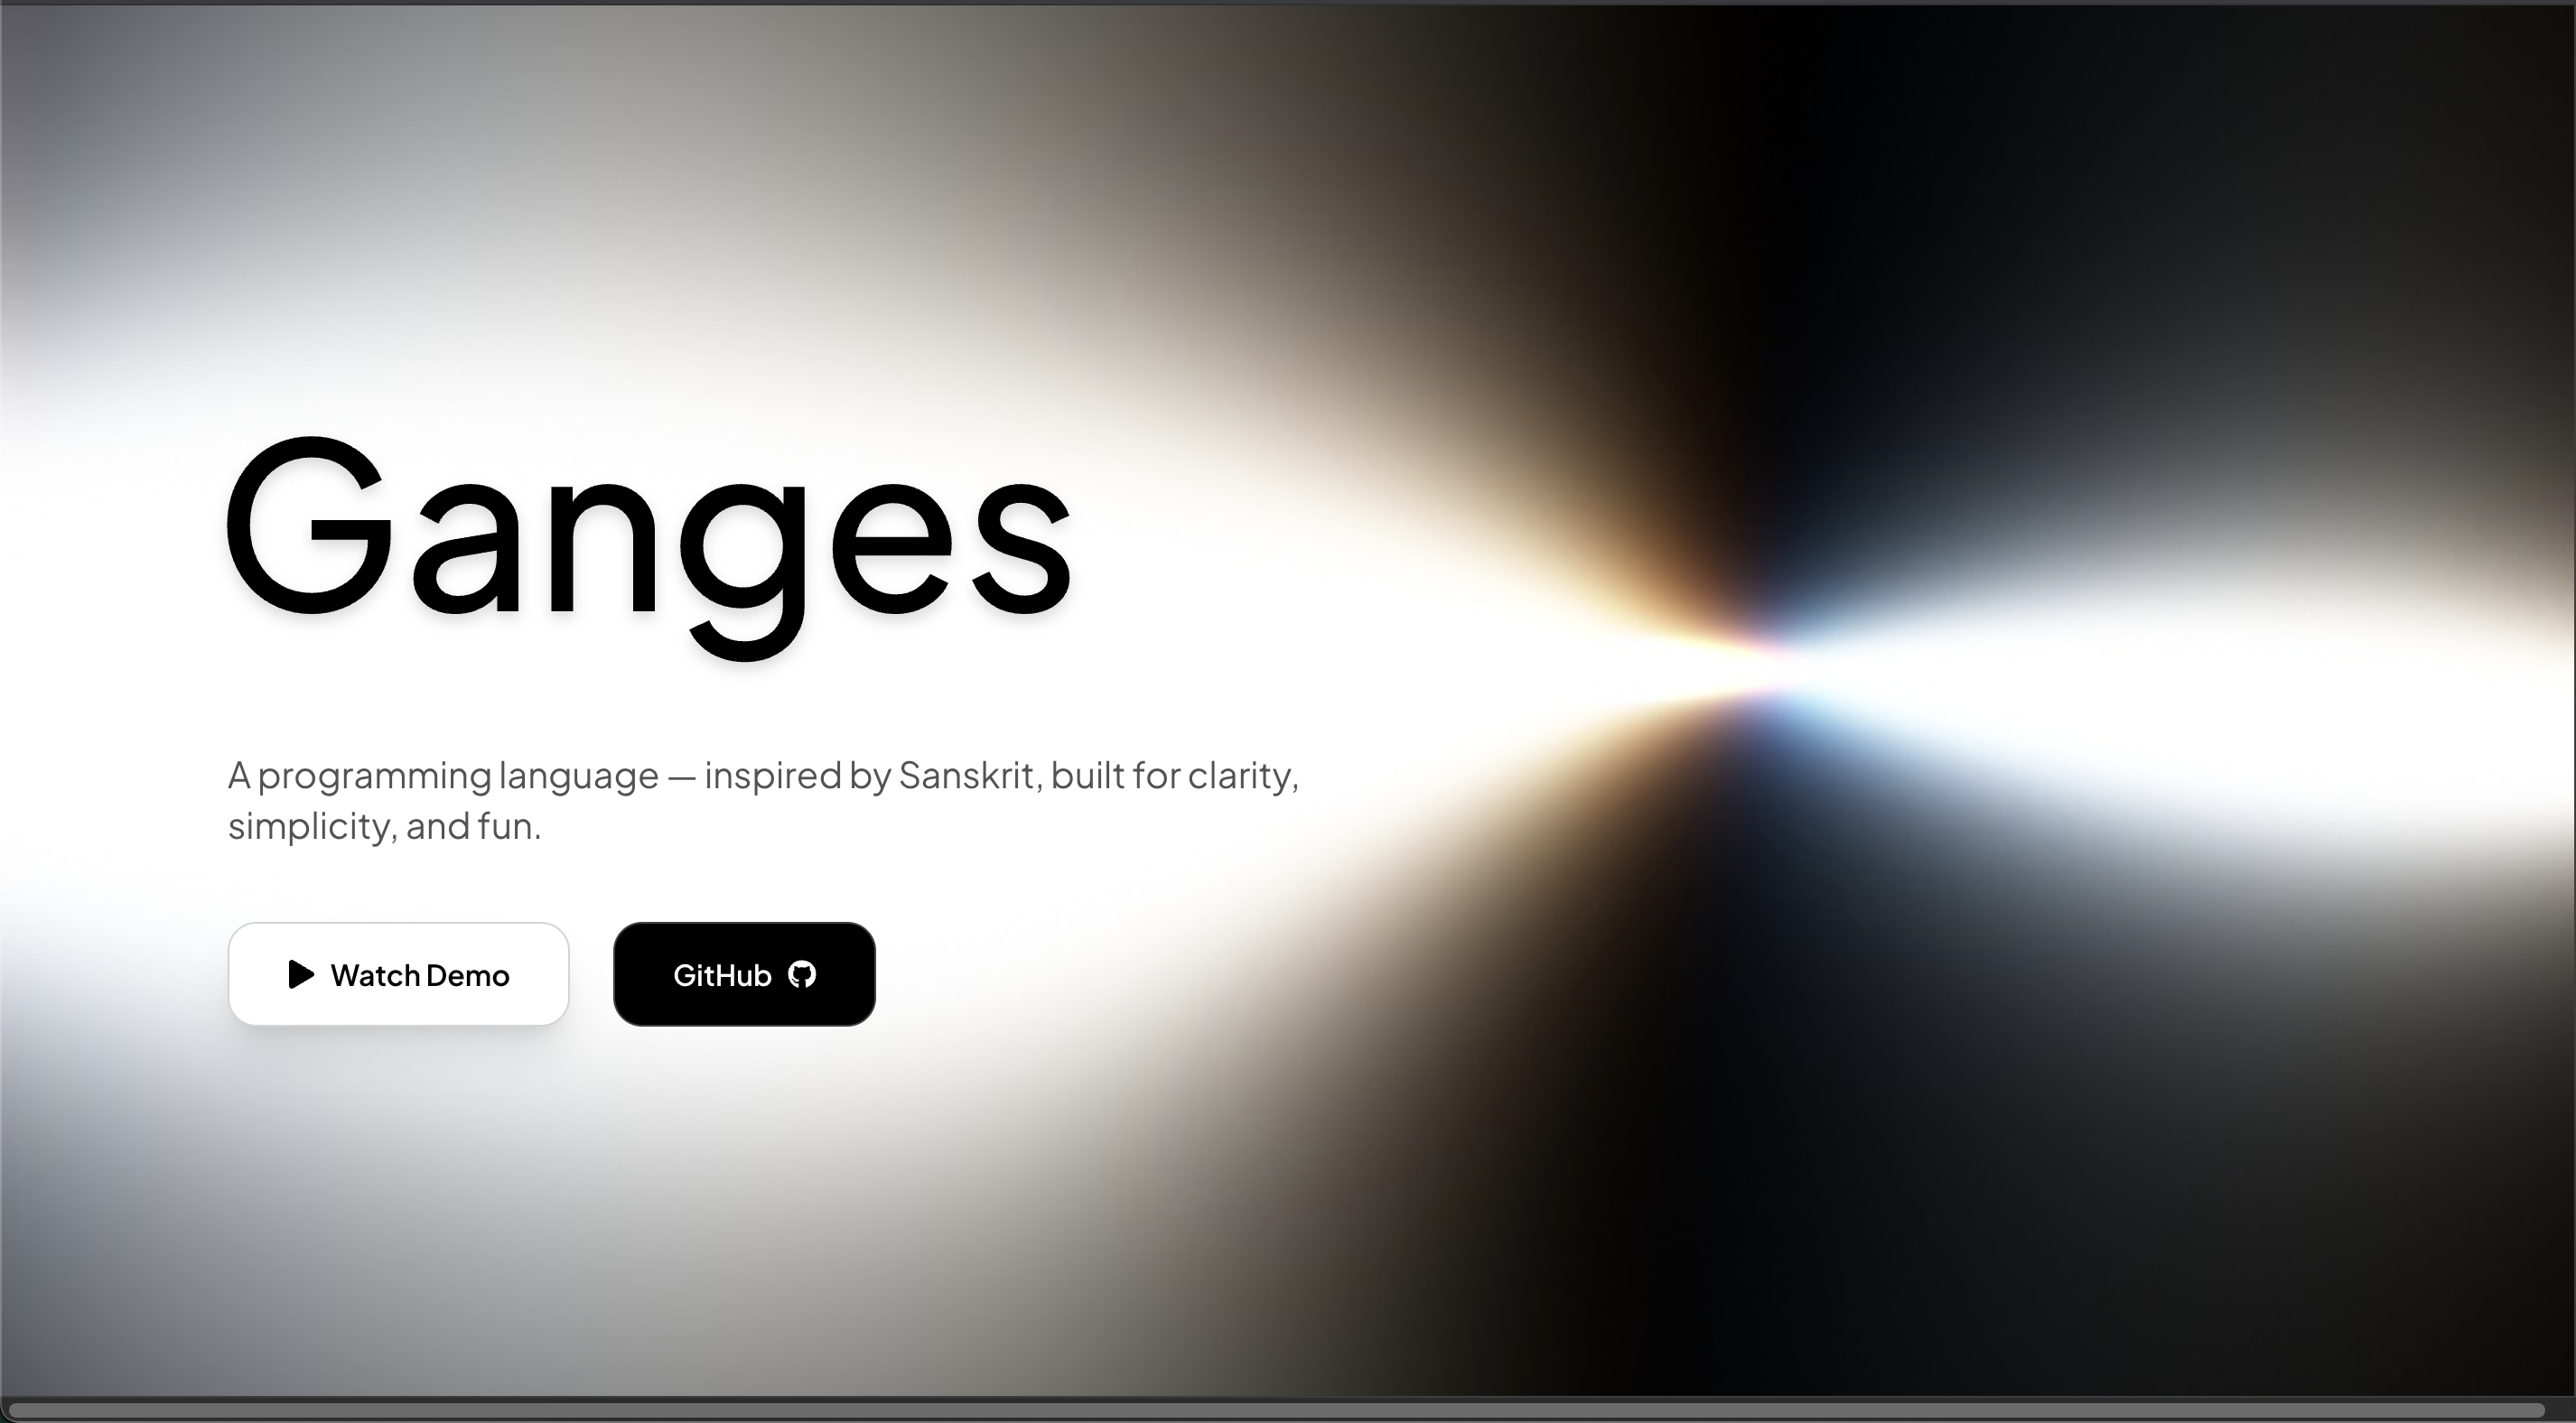 Ganges
A programming language — inspired by Sanskrit, built for clarity,
simplicity, and fun.
Watch Demo
GitHub